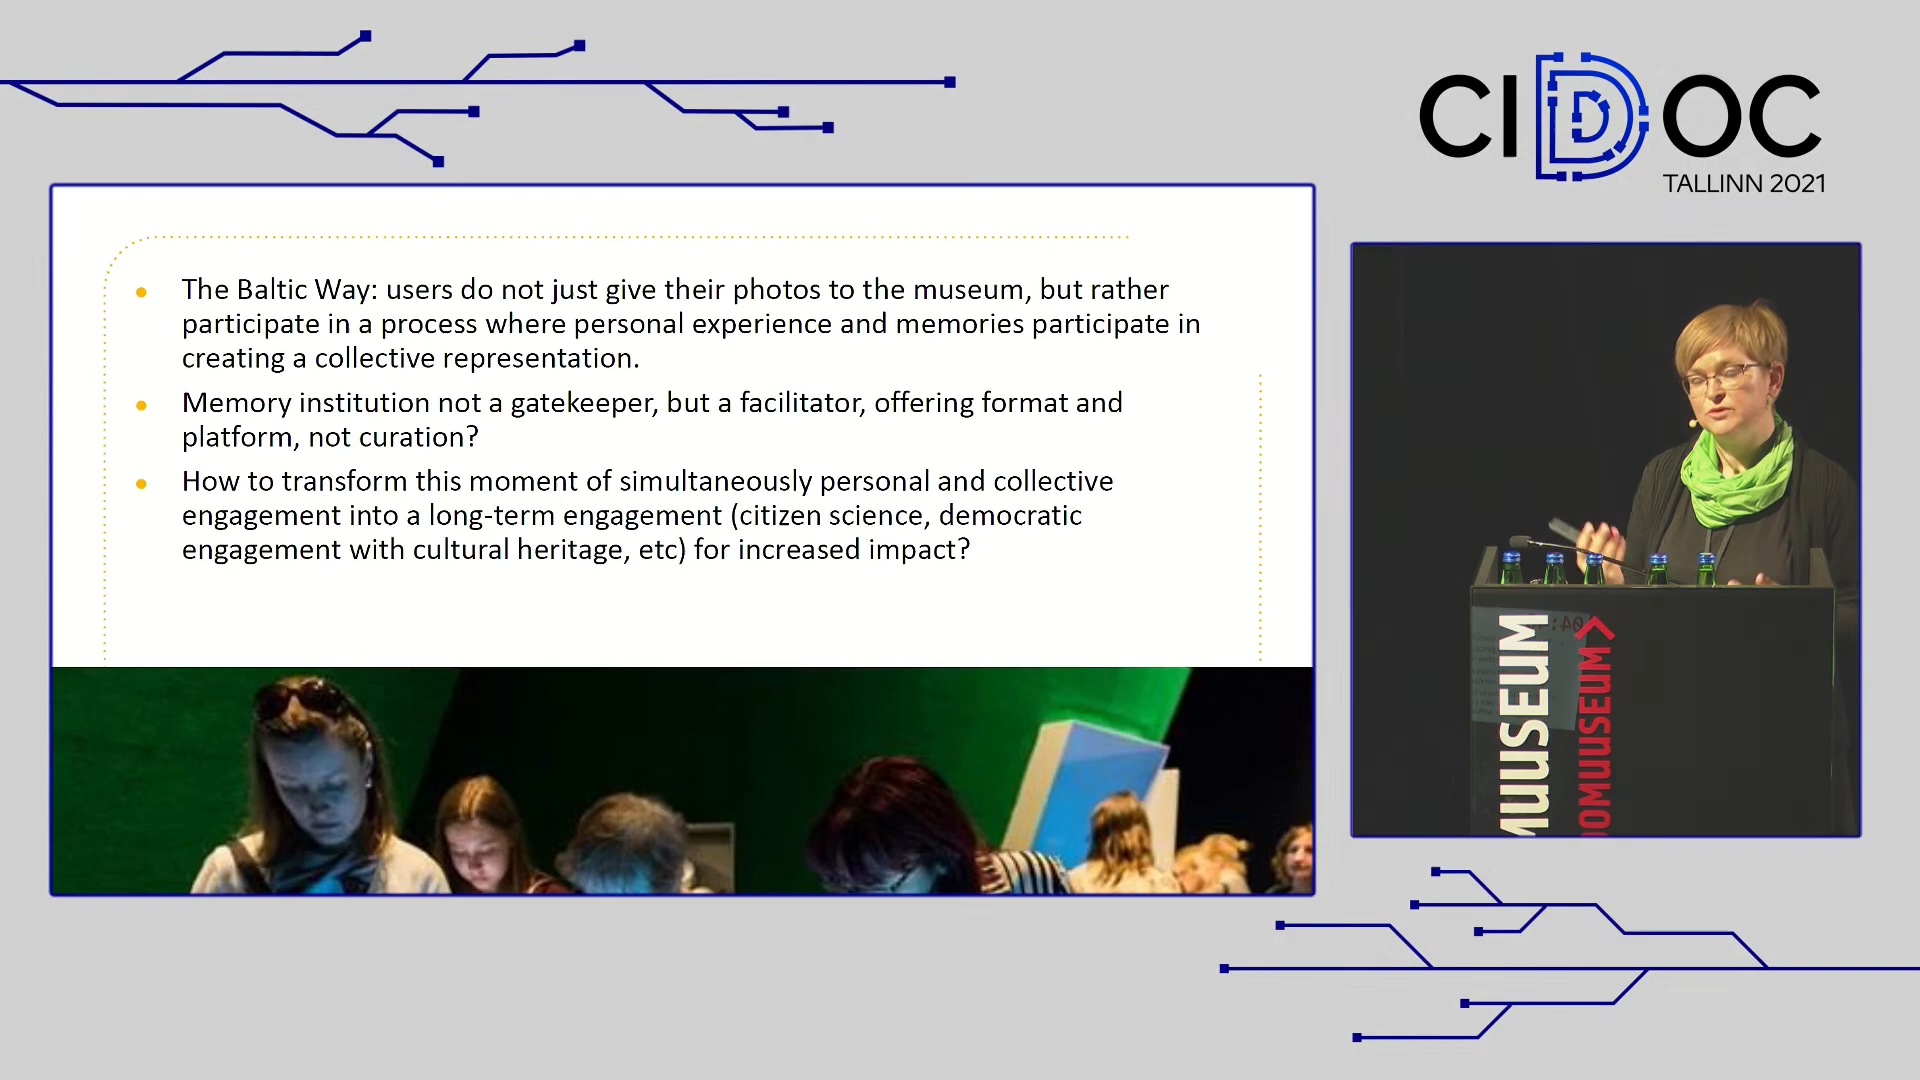 CIDOC
TALLINN 2021
The Baltic Way: users do not just give their photos to the museum, but rather
participate in a process where personal experience and memories participate in
creating a collective representation.
Memory institution not a gatekeeper, but a facilitator, offering format and
platform, not curation?
How to transform this moment of simultaneously personal and collective
engagement into a long-term engagement (citizen science, democratic
engagement with cultural heritage, etc) for increased impact?
MUUSEUM
OMUUSEUM